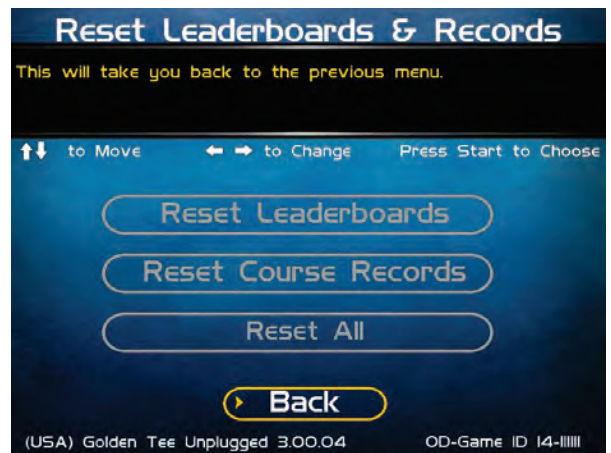 Reset Leaderboards & Records
This will take you back to the previous menu.
to Move to Change Press Start to Choose
Reset Leaderboards
Reset Course Records
Reset All
Back
(USA) Golden Tee Unplugged 3.00.04 OD-Game ID 14-111111